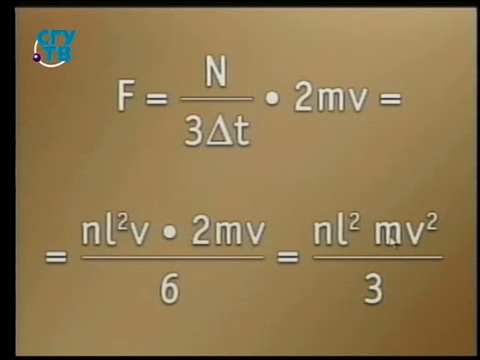 СГУ
ТВ
F = N/3Δt • 2mv =
= nl²v • 2mv/6 = nl² mv²/3